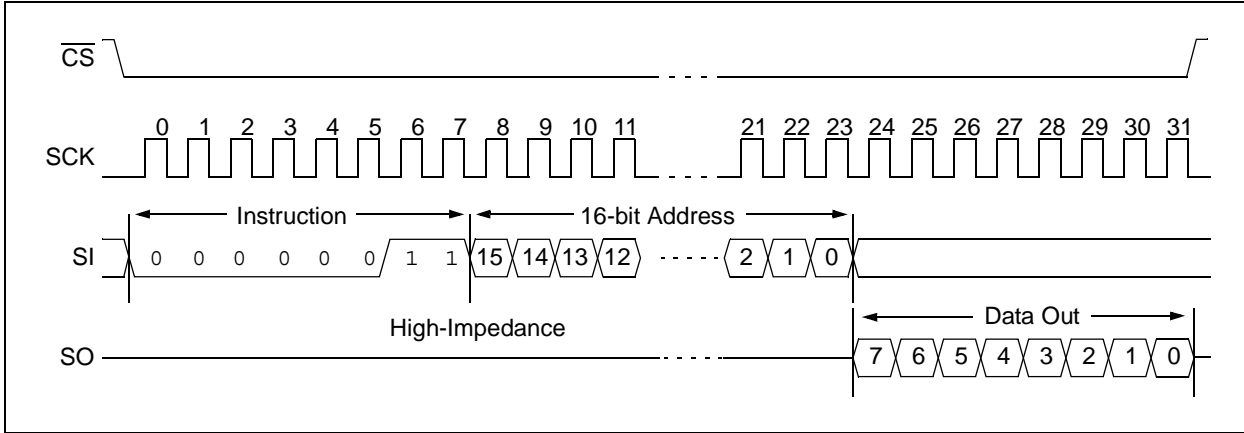 CS
0 1 2 3 4 5 6 7 8 9 10 11 21 22 23 24 25 26 27 28 29 30 31
SCK
Instruction 16-bit Address
SI 0 0 0 0 0 0 1 1 15 14 13 12 2 1 0
High-Impedance Data Out
SO 7 6 5 4 3 2 1 0